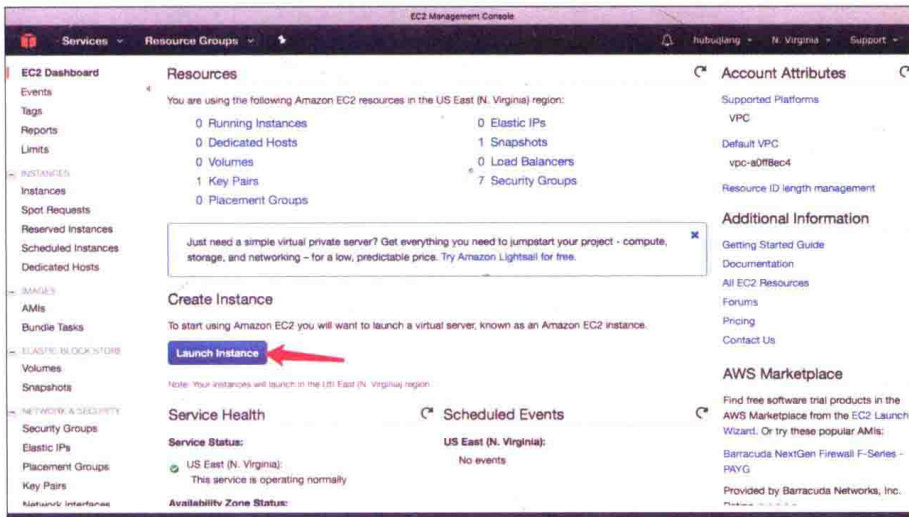 EC2 Management Console
Services
Resource Groups
hubuqiang
N. Virginia
Support
EC2 Dashboard
Events
Tags
Reports
Limits
INSTANCES
Instances
Spot Requests
Reserved Instances
Scheduled Instances
Dedicated Hosts
IMAGES
AMIs
Bundle Tasks
ELASTIC BLOCK STORE
Volumes
Snapshots
NETWORK & SECURITY
Security Groups
Elastic IPs
Placement Groups
Key Pairs
Network Interfaces
Resources
You are using the following Amazon EC2 resources in the US East (N. Virginia) region:
0 Running Instances
0 Dedicated Hosts
0 Volumes
1 Key Pairs
0 Placement Groups
0 Elastic IPs
1 Snapshots
0 Load Balancers
7 Security Groups
Just need a simple virtual private server? Get everything you need to jumpstart your project - compute,
storage, and networking – for a low, predictable price. Try Amazon Lightsail for free.
Create Instance
To start using Amazon EC2 you will want to launch a virtual server, known as an Amazon EC2 instance.
Launch Instance
Note: Your instances will launch in the US East (N. Virginia) region
Service Health
Service Status:
US East (N. Virginia):
This service is operating normally
Availability Zone Status:
Scheduled Events
US East (N. Virginia):
No events
Account Attributes
Supported Platforms
VPC
Default VPC
vpc-a0ff8ec4
Resource ID length management
Additional Information
Getting Started Guide
Documentation
All EC2 Resources
Forums
Pricing
Contact Us
AWS Marketplace
Find free software trial products in the
AWS Marketplace from the EC2 Launch
Wizard. Or try these popular AMIs:
Barracuda NextGen Firewall F-Series -
PAYG
Provided by Barracuda Networks, Inc.